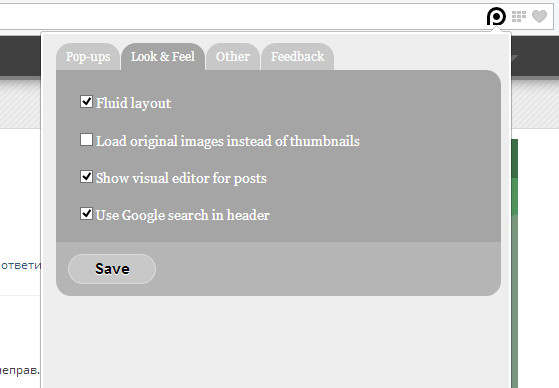 Pop-ups Look & Feel Other Feedback
Fluid layout
Load original images instead of thumbnails
Show visual editor for posts
Use Google search in header
ответи
Save
неправ.